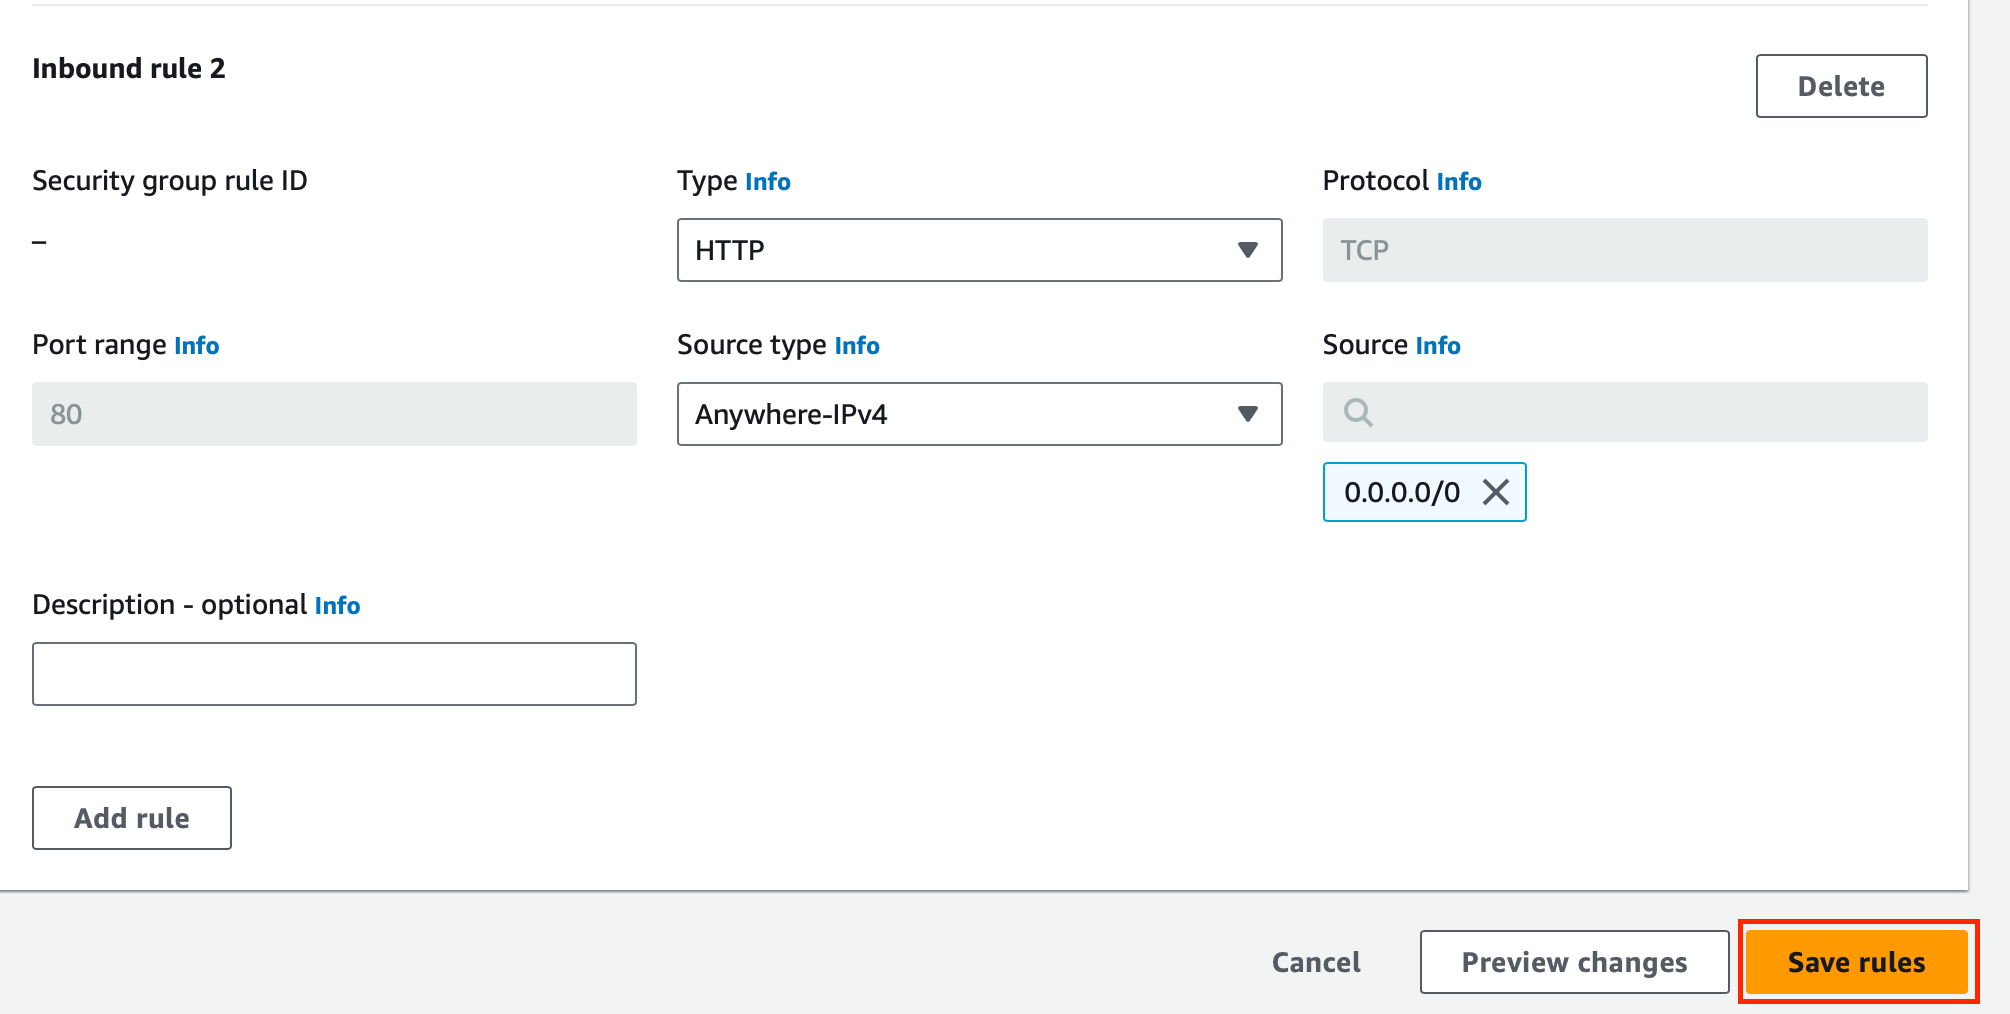 Inbound rule 2
Delete
Security group rule ID
–
Type Info
HTTP
Protocol Info
TCP
Port range Info
80
Source type Info
Anywhere-IPv4
Source Info
0.0.0.0/0
Description - optional Info
Add rule
Cancel
Preview changes
Save rules